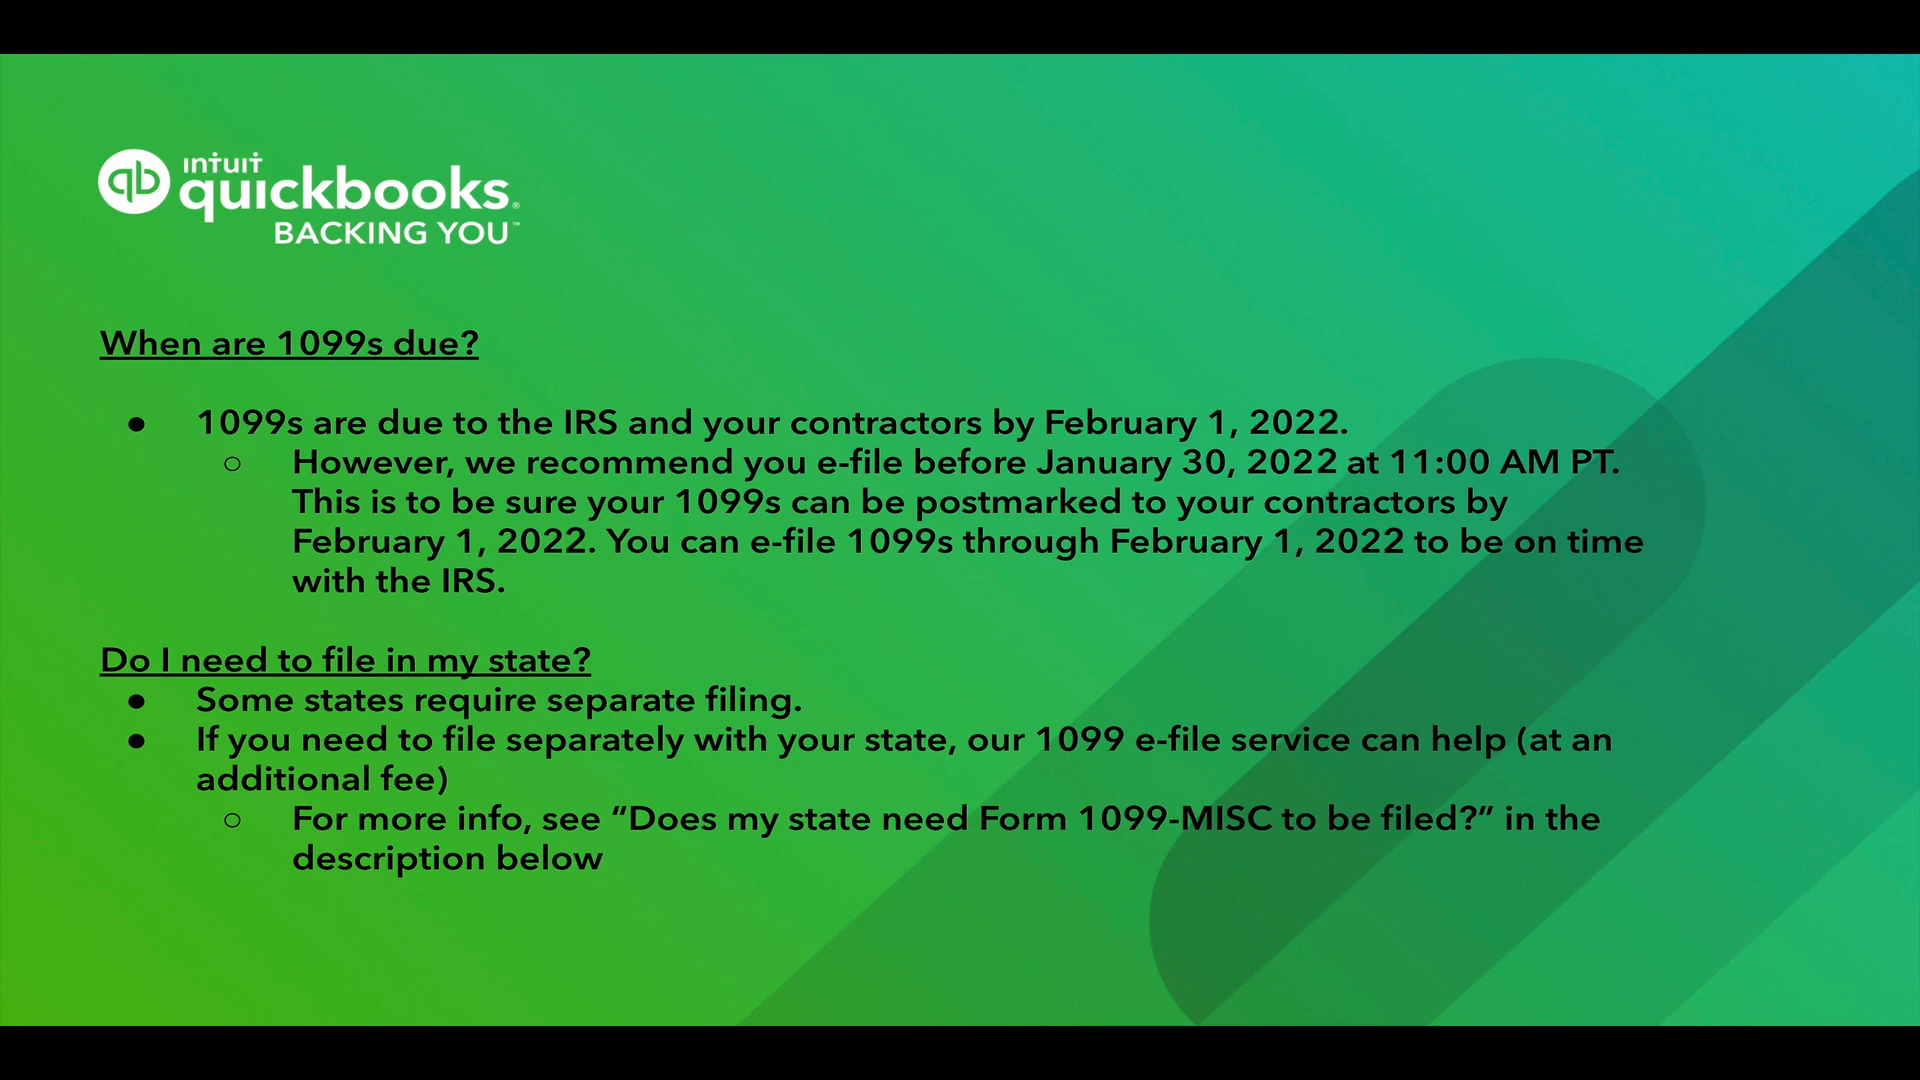 ıntuıt
quıckbooks®
BACKING YOU™
When are 1099s due?
● 1099s are due to the IRS and your contractors by February 1, 2022.
○ However, we recommend you e-file before January 30, 2022 at 11:00 AM PT.
This is to be sure your 1099s can be postmarked to your contractors by
February 1, 2022. You can e-file 1099s through February 1, 2022 to be on time
with the IRS.
Do I need to file in my state?
● Some states require separate filing.
● If you need to file separately with your state, our 1099 e-file service can help (at an
additional fee)
○ For more info, see “Does my state need Form 1099-MISC to be filed?” in the
description below